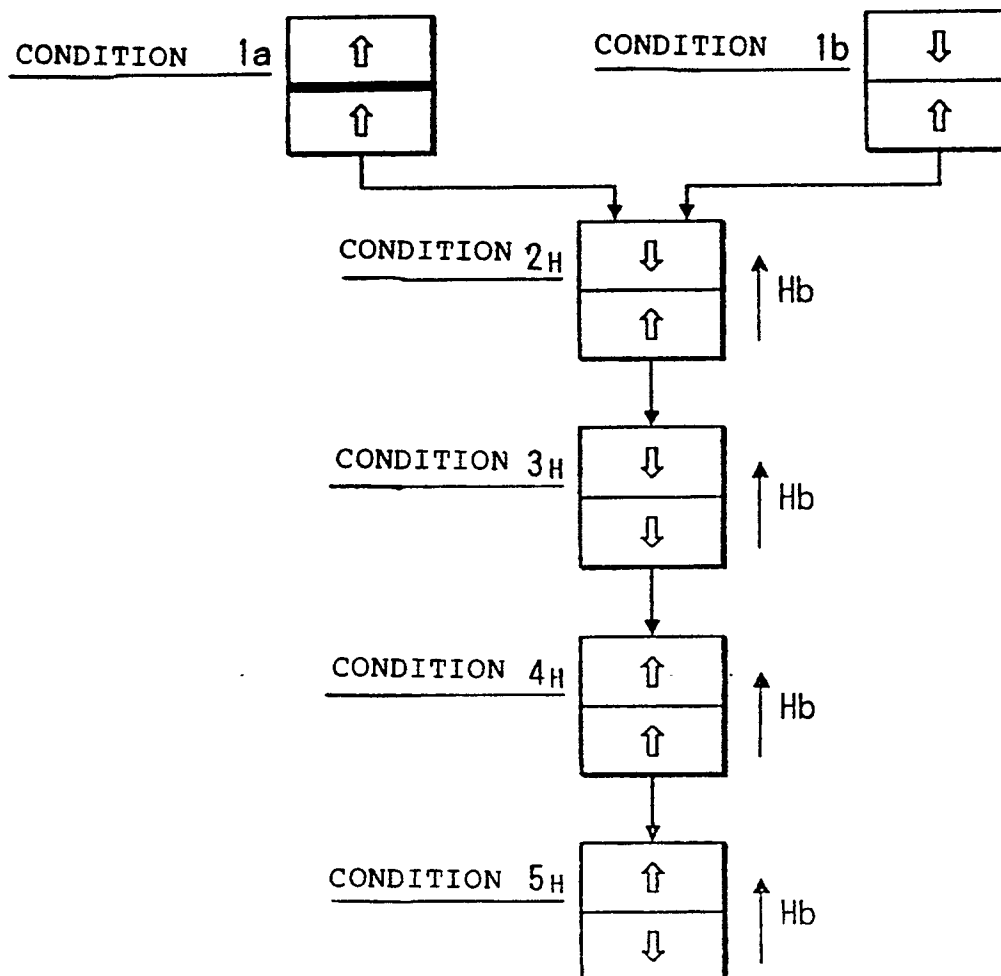 CONDITION 1a
CONDITION 1b
CONDITION 2H
Hb
CONDITION 3H
Hb
CONDITION 4H
Hb
CONDITION 5H
Hb